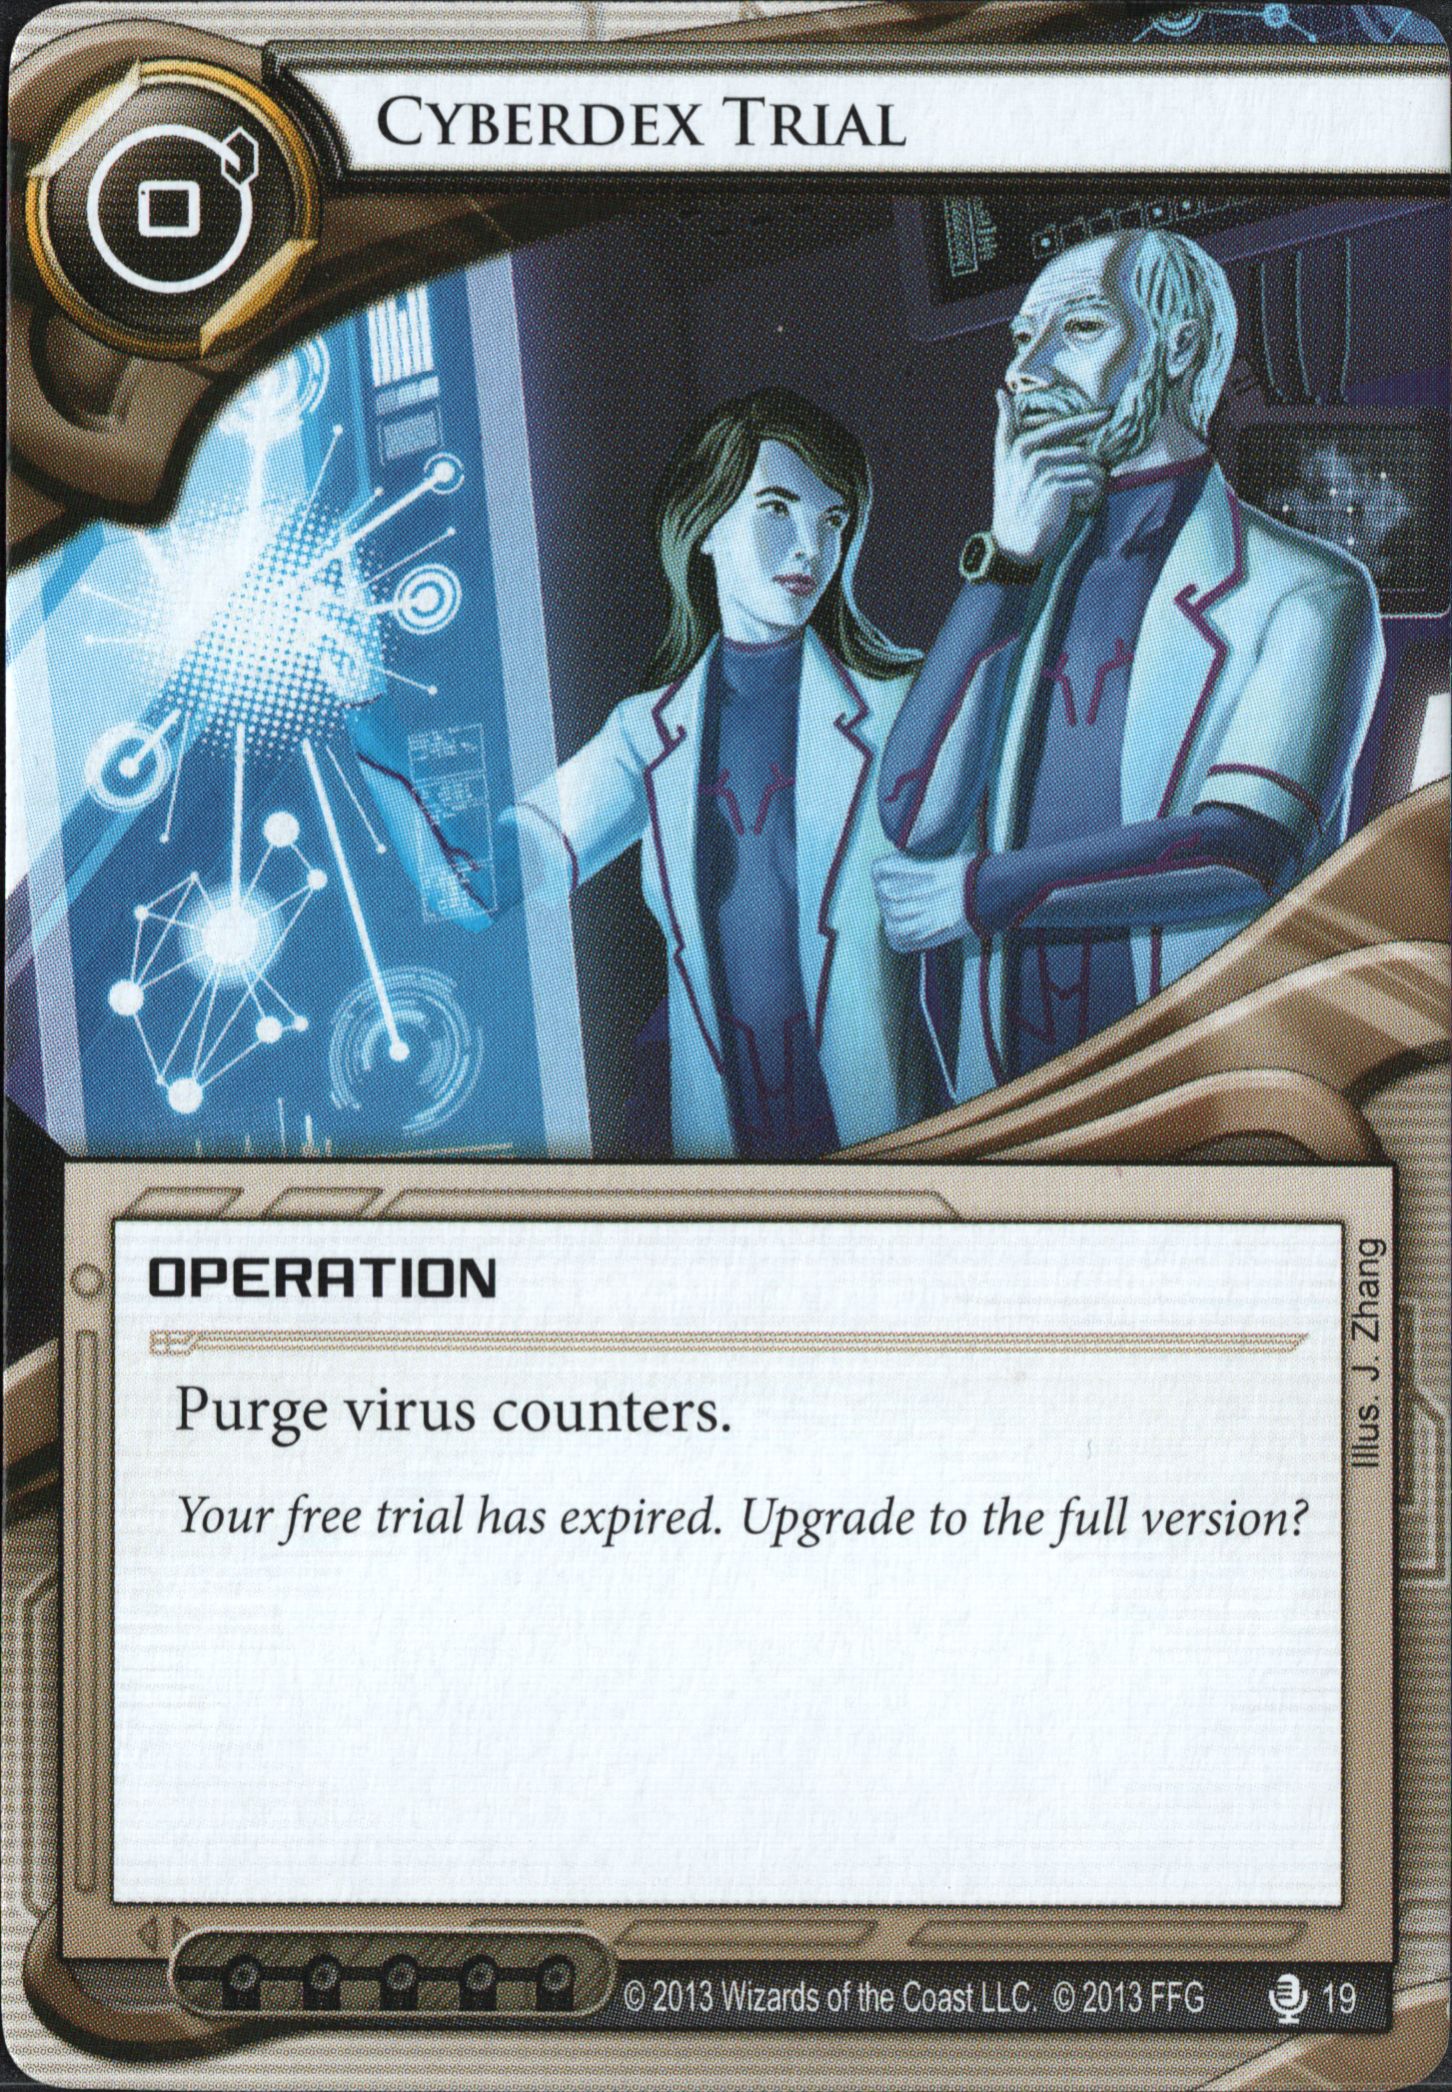 CYBERDEX TRIAL
0
OPERATION
Purge virus counters.
Your free trial has expired. Upgrade to the full version?
Illus. J. Zhang
© 2013 Wizards of the Coast LLC. © 2013 FFG 19